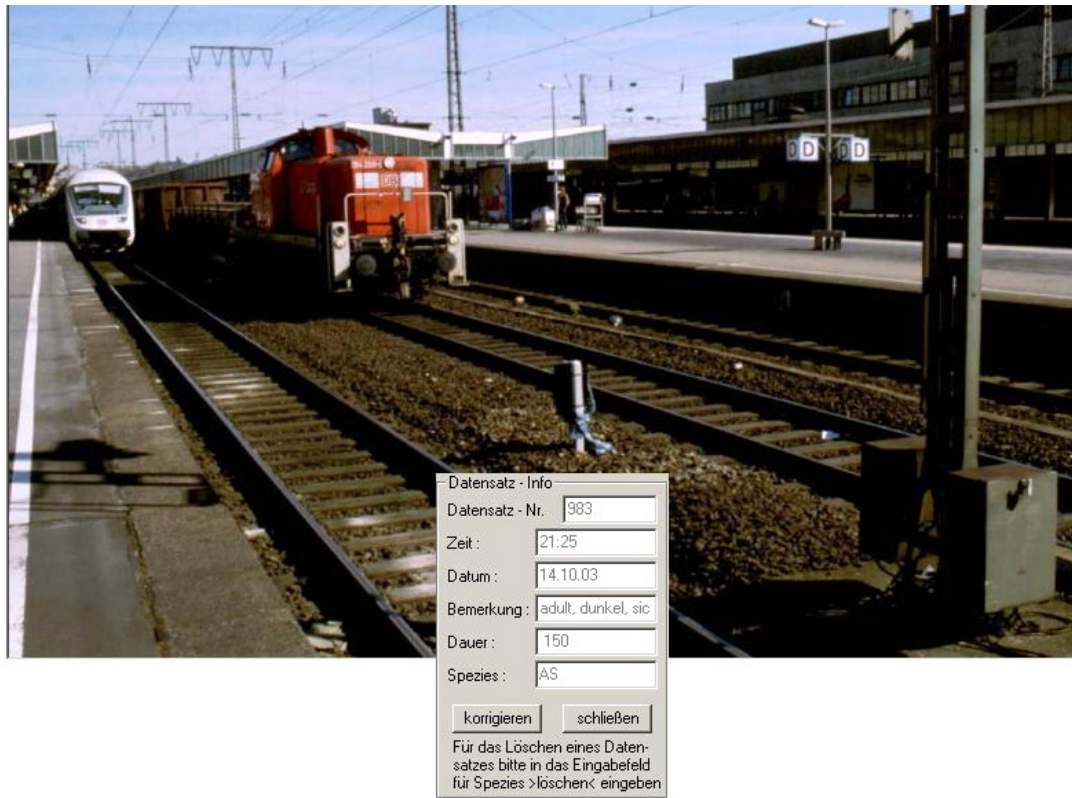 DB
D D D D
Datensatz - Info
Datensatz - Nr. 983
Zeit : 21:25
Datum : 14.10.03
Bemerkung : adult, dunkel, sic
Dauer : 150
Spezies : AS
korrigieren schließen
Für das Löschen eines Daten-
satzes bitte in das Eingabefeld
für Spezies >löschen< eingeben